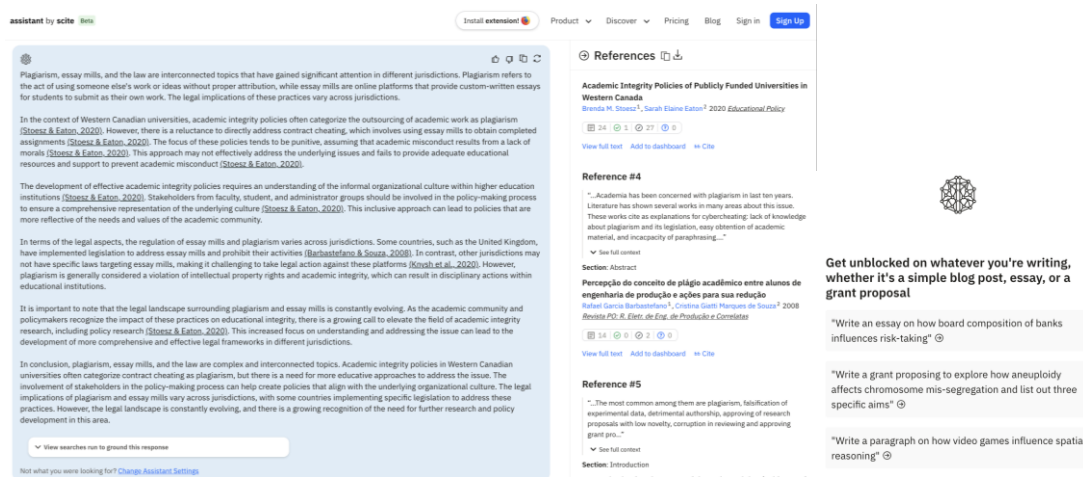 assistant by scite Beta
Install extension!
Product
Discover
Pricing
Blog
Sign in
Sign Up
Plagiarism, essay mills, and the law are interconnected topics that have gained significant attention in different jurisdictions. Plagiarism refers to
the act of using someone else's work or ideas without proper attribution, while essay mills are online platforms that provide custom-written essays
for students to submit as their own work. The legal implications of these practices vary across jurisdictions.
In the context of Western Canadian universities, academic integrity policies often categorize the outsourcing of academic work as plagiarism
(Stoesz & Eaton, 2020). However, there is a reluctance to directly address contract cheating, which involves using essay mills to obtain completed
assignments (Stoesz & Eaton, 2020). The focus of these policies tends to be punitive, assuming that academic misconduct results from a lack of
morals (Stoesz & Eaton, 2020). This approach may not effectively address the underlying issues and fails to provide adequate educational
resources and support to prevent academic misconduct (Stoesz & Eaton, 2020).
The development of effective academic integrity policies requires an understanding of the informal organizational culture within higher education
institutions (Stoesz & Eaton, 2020). Stakeholders from faculty, student, and administrator groups should be involved in the policy-making process
to ensure a comprehensive representation of the underlying culture (Stoesz & Eaton, 2020). This inclusive approach can lead to policies that are
more reflective of the needs and values of the academic community.
In terms of the legal aspects, the regulation of essay mills and plagiarism varies across jurisdictions. Some countries, such as the United Kingdom,
have implemented legislation to address essay mills and prohibit their activities (Barbastefano & Souza, 2008). In contrast, other jurisdictions may
not have specific laws targeting essay mills, making it challenging to take legal action against these platforms (Knysh et al., 2020). However,
plagiarism is generally considered a violation of intellectual property rights and academic integrity, which can result in disciplinary actions within
educational institutions.
It is important to note that the legal landscape surrounding plagiarism and essay mills is constantly evolving. As the academic community and
policymakers recognize the impact of these practices on educational integrity, there is a growing call to elevate the field of academic integrity
research, including policy research (Stoesz & Eaton, 2020). This increased focus on understanding and addressing the issue can lead to the
development of more comprehensive and effective legal frameworks in different jurisdictions.
In conclusion, plagiarism, essay mills, and the law are complex and interconnected topics. Academic integrity policies in Western Canadian
universities often categorize contract cheating as plagiarism, but there is a need for more educative approaches to address the issue. The
involvement of stakeholders in the policy-making process can help create policies that align with the underlying organizational culture. The legal
implications of plagiarism and essay mills vary across jurisdictions, with some countries implementing specific legislation to address these
practices. However, the legal landscape is constantly evolving, and there is a growing recognition of the need for further research and policy
development in this area.
View searches run to ground this response
Not what you were looking for? Change Assistant Settings
References
Academic Integrity Policies of Publicly Funded Universities in
Western Canada
Brenda M. Stoesz1, Sarah Elaine Eaton2 2020 Educational Policy
24 1 27 0
View full text Add to dashboard Cite
Reference #4
"...Academia has been concerned with plagiarism in last ten years.
Literature has shown several works in many areas about this issue.
These works cite as explanations for cybercheating: lack of knowledge
about plagiarism and its legislation, easy obtention of academic
material, and incapacity of paraphrasing...."
See full context
Section: Abstract
Percepção do conceito de plágio acadêmico entre alunos de
engenharia de produção e ações para sua redução
Rafael Garcia Barbastefano1, Cristina Giatti Marques de Souza2 2008
Revista PO: R. Eletr. de Eng. de Produção e Correlatas
14 0 2 0
View full text Add to dashboard Cite
Reference #5
"...The most common among them are plagiarism, falsification of
experimental data, detrimental authorship, approving of research
proposals with low novelty, corruption in reviewing and approving
grant pro..."
See full context
Section: Introduction
Get unblocked on whatever you're writing,
whether it's a simple blog post, essay, or a
grant proposal
"Write an essay on how board composition of banks
influences risk-taking"
"Write a grant proposing to explore how aneuploidy
affects chromosome mis-segregation and list out three
specific aims"
"Write a paragraph on how video games influence spatia
reasoning"